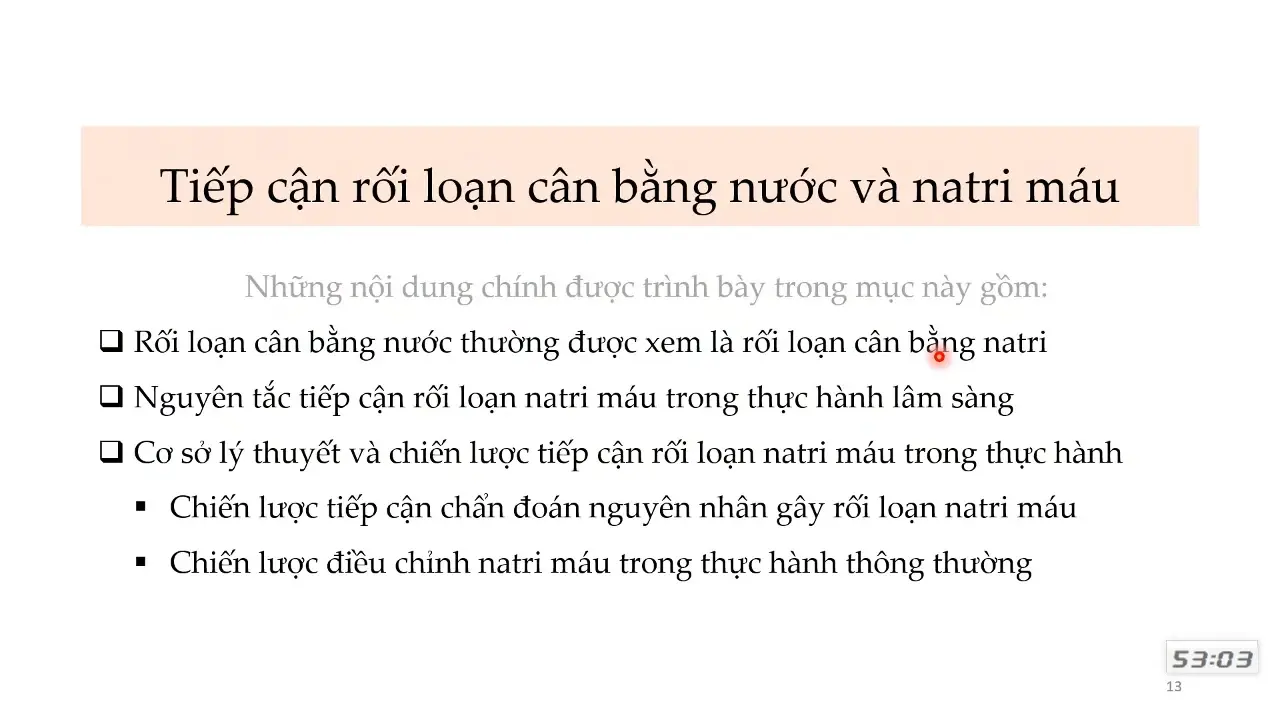 Tiếp cận rối loạn cân bằng nước và natri máu
Những nội dung chính được trình bày trong mục này gồm:
Rối loạn cân bằng nước thường được xem là rối loạn cân bằng natri
Nguyên tắc tiếp cận rối loạn natri máu trong thực hành lâm sàng
Cơ sở lý thuyết và chiến lược tiếp cận rối loạn natri máu trong thực hành
Chiến lược tiếp cận chẩn đoán nguyên nhân gây rối loạn natri máu
Chiến lược điều chỉnh natri máu trong thực hành thông thường
53:03
13